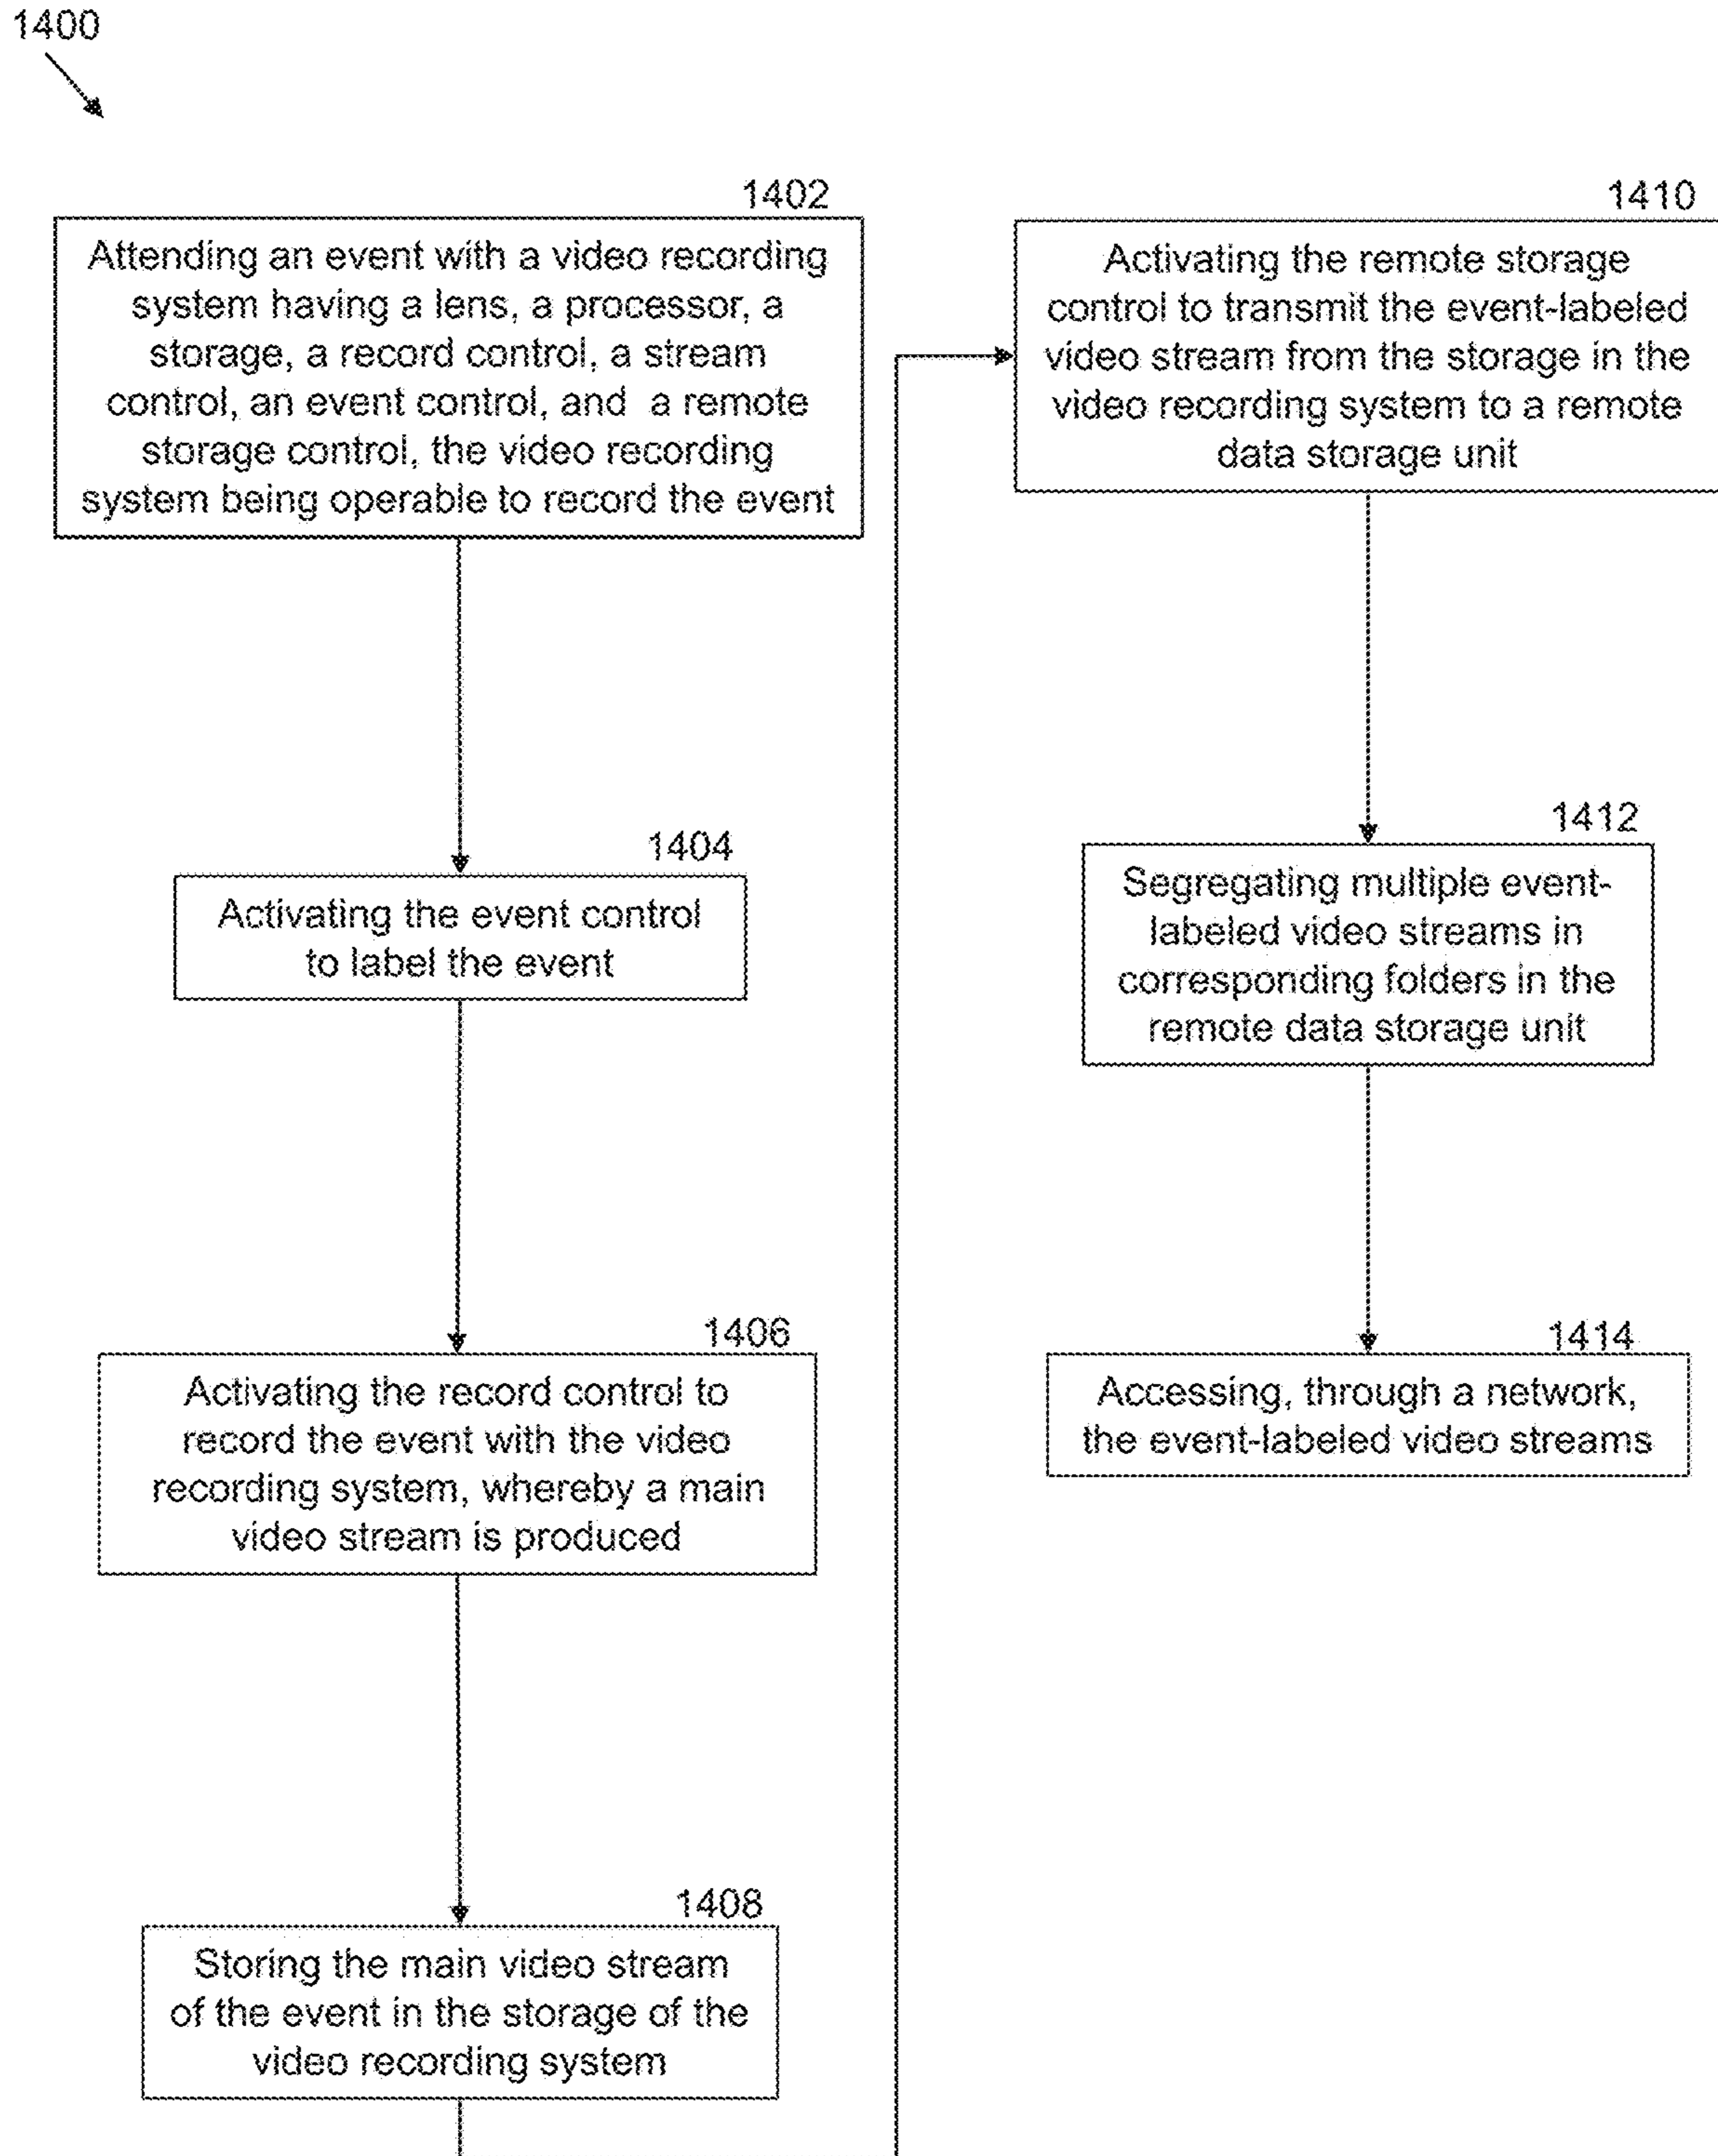 1400
1402
Attending an event with a video recording
system having a lens, a processor, a
storage, a record control, a stream
control, an event control, and a remote
storage control, the video recording
system being operable to record the event
1404
Activating the event control
to label the event
1406
Activating the record control to
record the event with the video
recording system, whereby a main
video stream is produced
1408
Storing the main video stream
of the event in the storage of the
video recording system
1410
Activating the remote storage
control to transmit the event-labeled
video stream from the storage in the
video recording system to a remote
data storage unit
1412
Segregating multiple event-
labeled video streams in
corresponding folders in the
remote data storage unit
1414
Accessing, through a network,
the event-labeled video streams